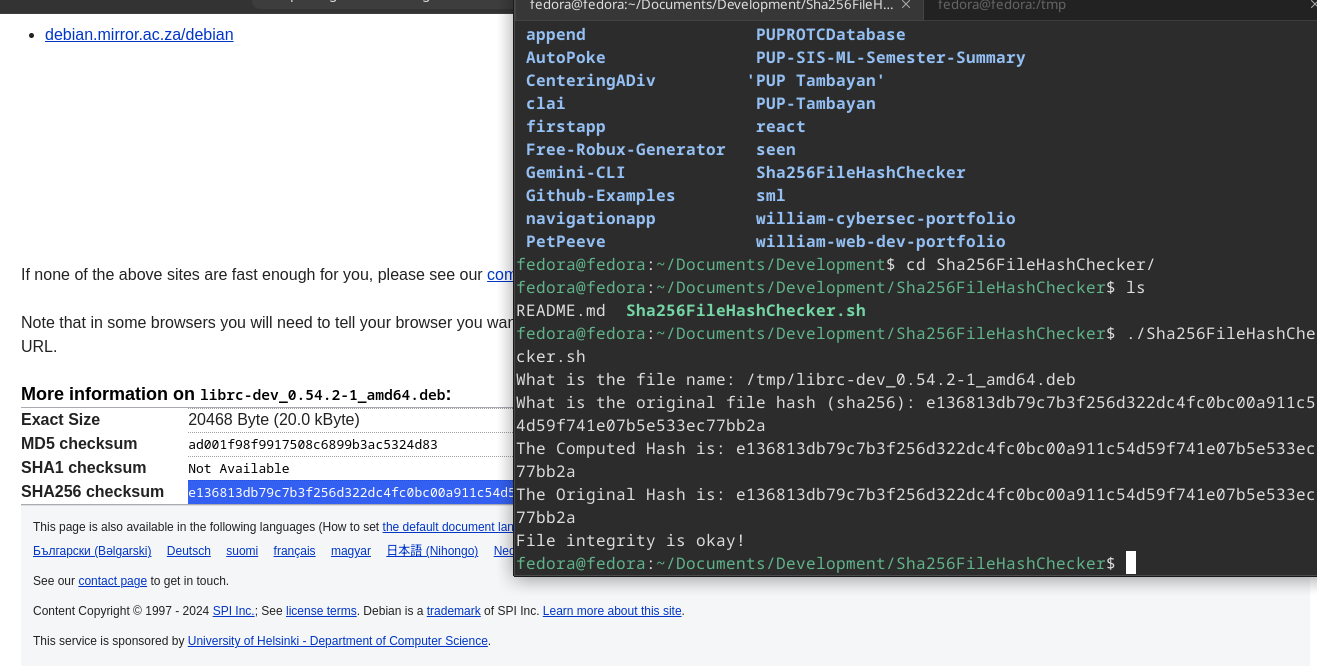 debian.mirror.ac.za/debian
If none of the above sites are fast enough for you, please see our
Note that in some browsers you will need to tell your browser you
URL.
More information on librc-dev_0.54.2-1_amd64.deb:
Exact Size 20468 Byte (20.0 kByte)
MD5 checksum ad001f98f9917508c6899b3ac5324d83
SHA1 checksum Not Available
SHA256 checksum e136813db79c7b3f256d322dc4fc0bc00a911c54d5
This page is also available in the following languages (How to set the default document
Български (Bəlgarski) Deutsch suomi français magyar 日本語 (Nihongo)
See our contact page to get in touch.
Content Copyright © 1997 - 2024 SPI Inc.; See license terms. Debian is a trademark of SPI Inc. Learn more about this site.
This service is sponsored by University of Helsinki - Department of Computer Science.
fedora@fedora:~/Documents/Development/Sha256FileH... × fedora@fedora:/tmp
append PUPROTCDatabase
AutoPoke PUP-SIS-ML-Semester-Summary
CenteringADiv 'PUP Tambayan'
clai PUP-Tambayan
firstapp react
Free-Robux-Generator seen
Gemini-CLI Sha256FileHashChecker
Github-Examples sml
navigationapp william-cybersec-portfolio
PetPeeve william-web-dev-portfolio
fedora@fedora:~/Documents/Development$ cd Sha256FileHashChecker/
fedora@fedora:~/Documents/Development/Sha256FileHashChecker$ ls
README.md Sha256FileHashChecker.sh
fedora@fedora:~/Documents/Development/Sha256FileHashChecker$ ./Sha256FileHashChe
cker.sh
What is the file name: /tmp/librc-dev_0.54.2-1_amd64.deb
What is the original file hash (sha256): e136813db79c7b3f256d322dc4fc0bc00a911c5
4d59f741e07b5e533ec77bb2a
The Computed Hash is: e136813db79c7b3f256d322dc4fc0bc00a911c54d59f741e07b5e533ec
77bb2a
The Original Hash is: e136813db79c7b3f256d322dc4fc0bc00a911c54d59f741e07b5e533ec
77bb2a
File integrity is okay!
fedora@fedora:~/Documents/Development/Sha256FileHashChecker$